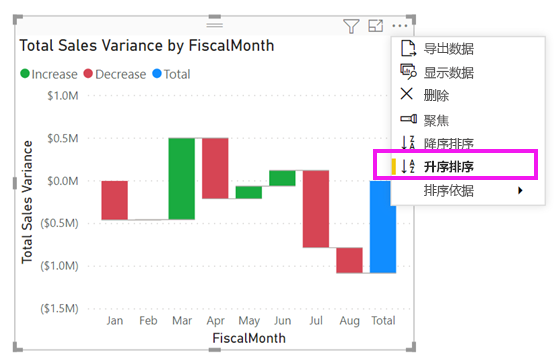 Total Sales Variance by FiscalMonth
Increase Decrease Total
$1.0M
$0.5M
$0.0M
($0.5M)
($1.0M)
($1.5M)
Total Sales Variance
Jan Feb Mar Apr May Jun Jul Aug Total
FiscalMonth
导出数据
显示数据
删除
聚焦
降序排序
升序排序
排序依据